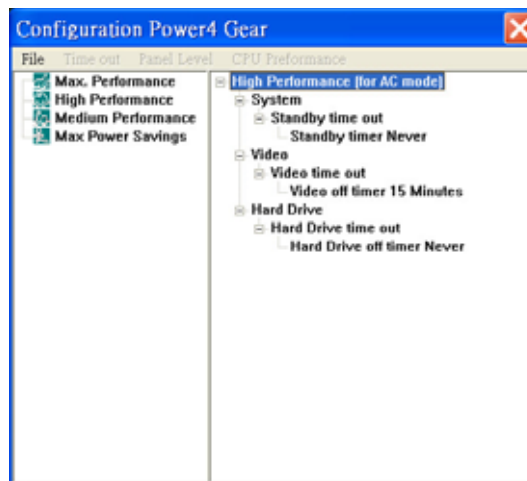 Configuration Power4 Gear
File Time out Panel Level CPU Preformance
Max. Performance
High Performance
Medium Performance
Max Power Savings
High Performance [for AC mode]
System
Standby time out
Standby timer Never
Video
Video time out
Video off timer 15 Minutes
Hard Drive
Hard Drive time out
Hard Drive off timer Never